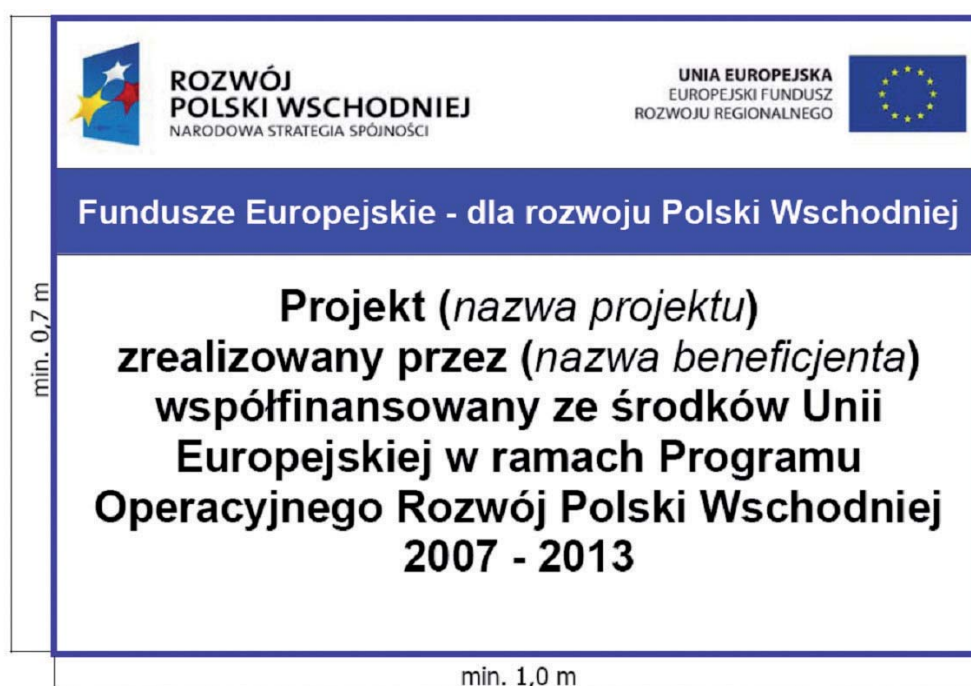 ROZWÓJ
POLSKI WSCHODNIEJ
NARODOWA STRATEGIA SPÓJNOŚCI
UNIA EUROPEJSKA
EUROPEJSKI FUNDUSZ
ROZWOJU REGIONALNEGO
Fundusze Europejskie - dla rozwoju Polski Wschodniej
min. 0,7 m
Projekt (nazwa projektu)
zrealizowany przez (nazwa beneficjenta)
współfinansowany ze środków Unii
Europejskiej w ramach Programu
Operacyjnego Rozwój Polski Wschodniej
2007 - 2013
min. 1,0 m